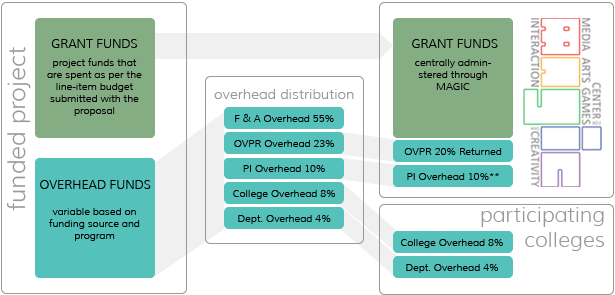 funded project
GRANT FUNDS
project funds that
are spent as per the
line-item budget
submitted with the
proposal
OVERHEAD FUNDS
variable based on
funding source and
program
overhead distribution
F & A Overhead 55%
OVPR Overhead 23%
PI Overhead 10%
College Overhead 8%
Dept. Overhead 4%
GRANT FUNDS
centrally admin-
stered through
MAGIC
OVPR 20% Returned
PI Overhead 10%**
CENTER
MEDIA ARTS GAMES
INTERACTION
CREATIVITY
participating
colleges
College Overhead 8%
Dept. Overhead 4%